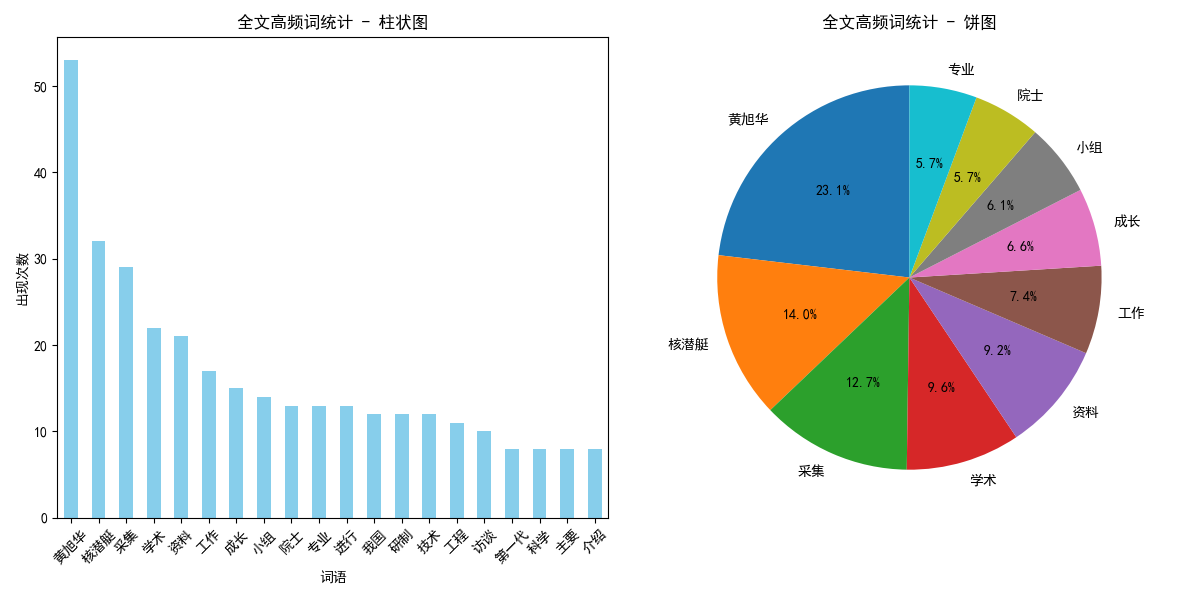 全文高频词统计 - 柱状图
出现次数
50
40
30
20
10
0
黄旭华
核潜艇
采集
学术
资料
工作
成长
小组
院士
专业
进行
我国
研制
技术
工程
访谈
第一代
科学
主要
介绍
词语
全文高频词统计 - 饼图
黄旭华
23.1%
核潜艇
14.0%
采集
12.7%
学术
9.6%
资料
9.2%
工作
7.4%
成长
6.6%
小组
6.1%
院士
5.7%
专业
5.7%